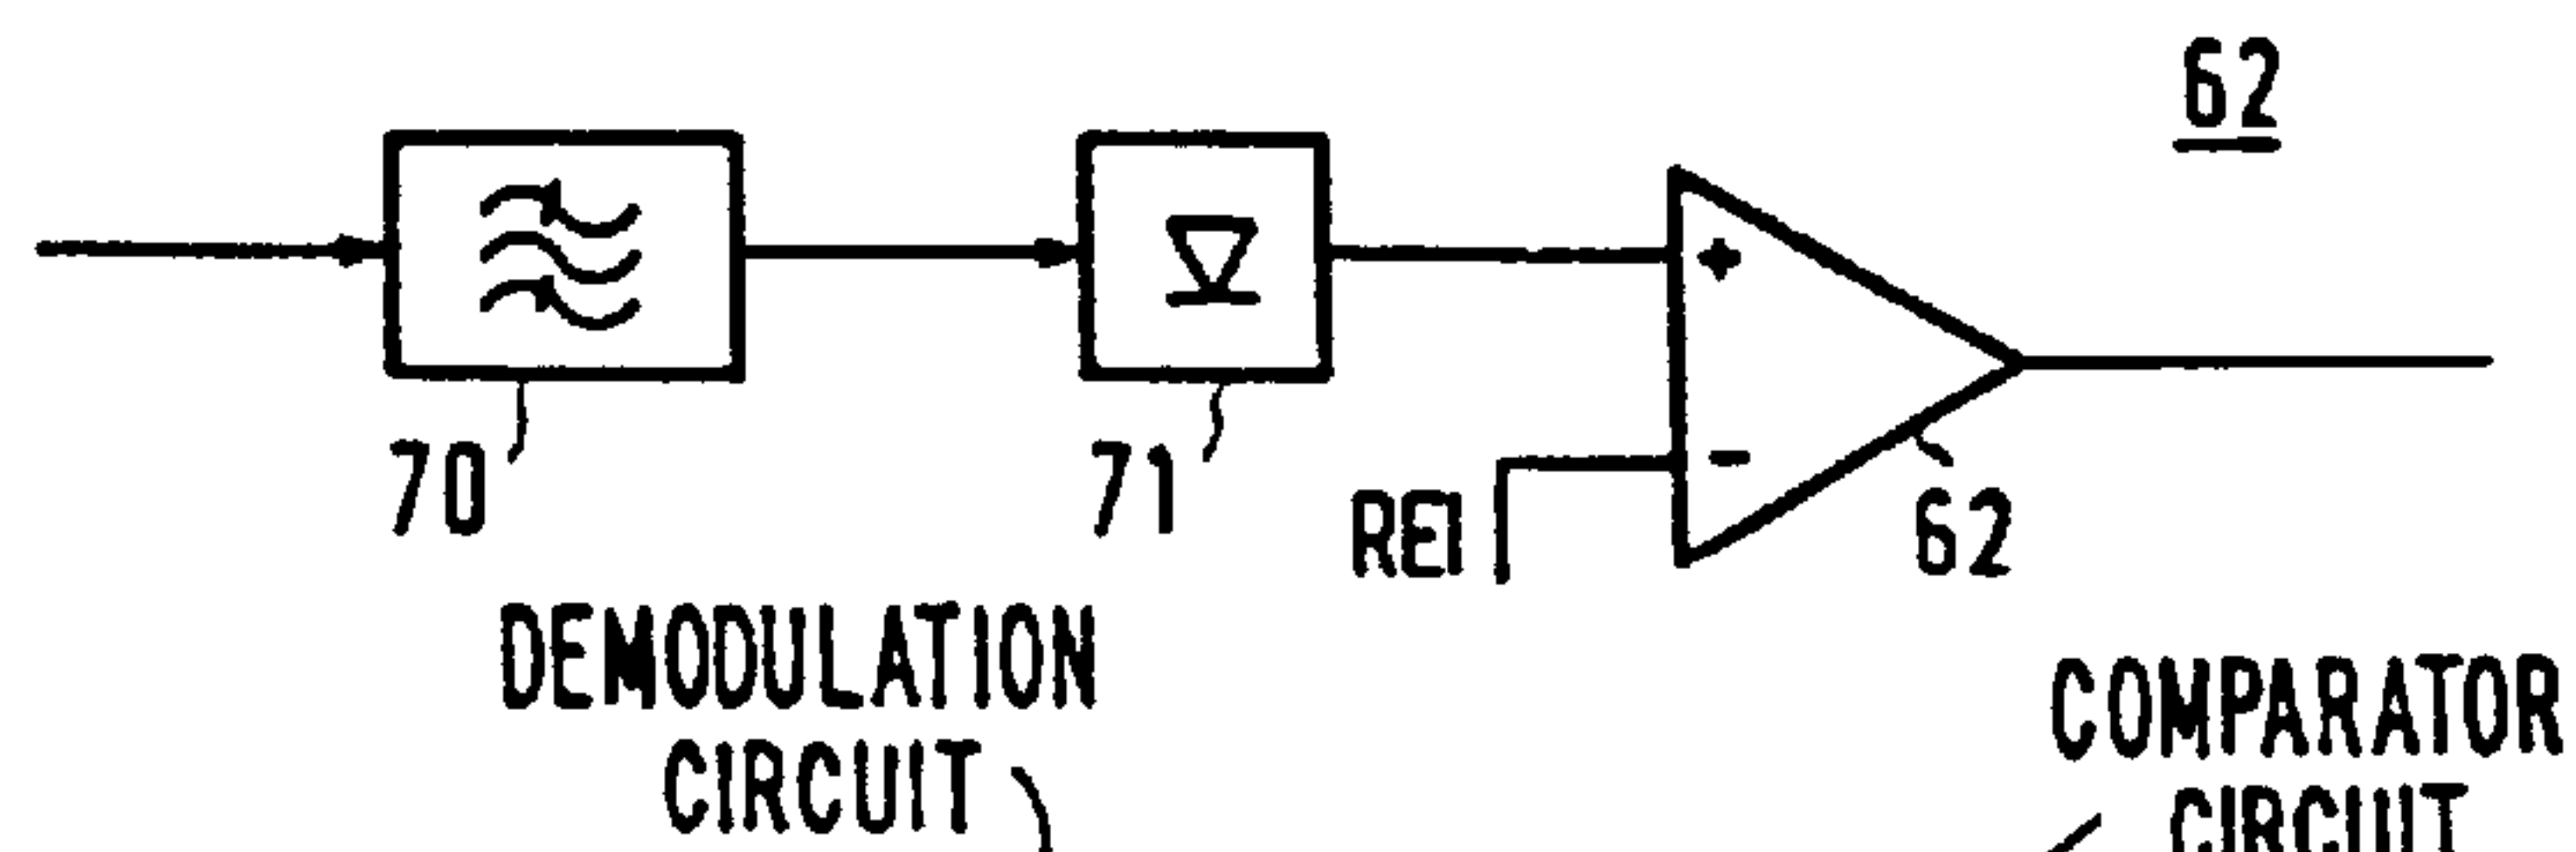 62
+
-
70
71
REI
62
DEMODULATION
CIRCUIT
COMPARATOR
CIRCUIT